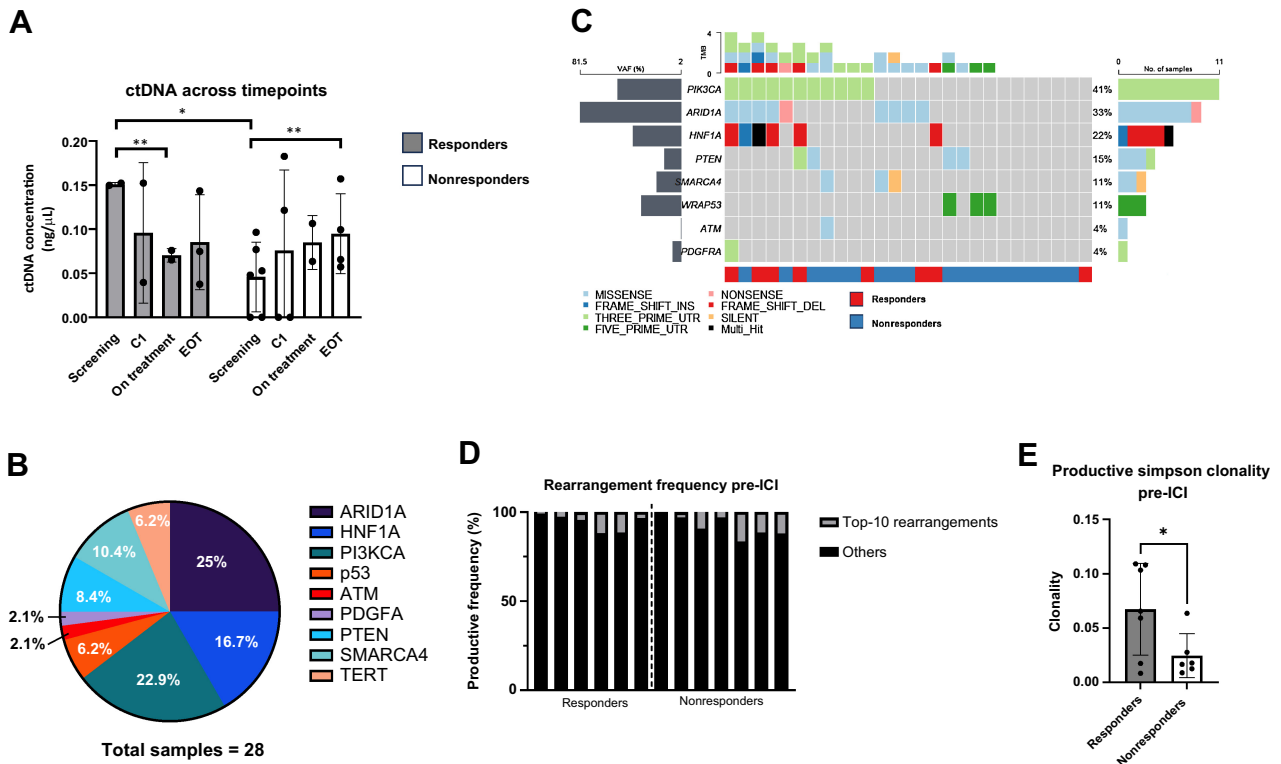 A
ctDNA across timepoints
*
**
**
ctDNA concentration
(ng/µL)
0.20
0.15
0.10
0.05
0.00
Screening
C1
On treatment
EOT
Screening
C1
On treatment
EOT
Responders
Nonresponders
B
25%
16.7%
22.9%
6.2%
2.1%
2.1%
8.4%
10.4%
6.2%
ARID1A
HNF1A
PI3KCA
p53
ATM
PDGFA
PTEN
SMARCA4
TERT
Total samples = 28
C
4
2
0
TMB
81.5
VAF (%)
2
0
No. of samples
11
PIK3CA 41%
ARID1A 33%
HNF1A 22%
PTEN 15%
SMARCA4 11%
WRAP53 11%
ATM 4%
PDGFRA 4%
MISSENSE
FRAME_SHIFT_INS
THREE_PRIME_UTR
FIVE_PRIME_UTR
NONSENSE
FRAME_SHIFT_DEL
SILENT
Multi_Hit
Responders
Nonresponders
D
Rearrangement frequency pre-ICI
Productive frequency (%)
100
50
0
Responders
Nonresponders
Top-10 rearrangements
Others
E
Productive simpson clonality
pre-ICI
*
Clonality
0.15
0.10
0.05
0.00
Responders
Nonresponders